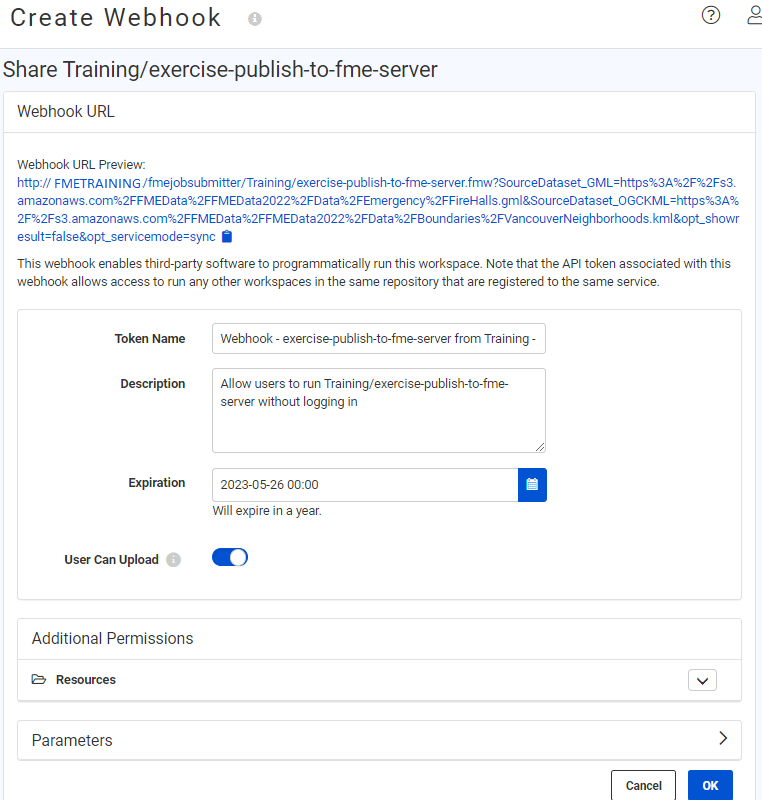 Create Webhook
Share Training/exercise-publish-to-fme-server
Webhook URL
Webhook URL Preview:
http:// FMETRAINING /fmejobsubmitter/Training/exercise-publish-to-fme-server.fmw?SourceDataset_GML=https%3A%2F%2Fs3.
amazonaws.com%2FFMEData%2FFMEData2022%2FData%2FEmergency%2FFireHalls.gml&SourceDataset_OGCKML=https%3A%
2F%2Fs3.amazonaws.com%2FFMEData%2FFMEData2022%2FData%2FBoundaries%2FVancouverNeighborhoods.kml&opt_showr
esult=false&opt_servicemode=sync
This webhook enables third-party software to programmatically run this workspace. Note that the API token associated with this
webhook allows access to run any other workspaces in the same repository that are registered to the same service.
Token Name
Webhook - exercise-publish-to-fme-server from Training -
Description
Allow users to run Training/exercise-publish-to-fme-
server without logging in
Expiration
2023-05-26 00:00
Will expire in a year.
User Can Upload
Additional Permissions
Resources
Parameters
Cancel
OK